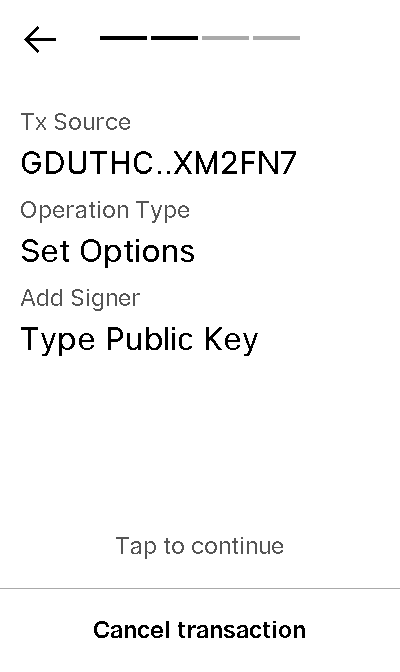 Tx Source
GDUTHC..XM2FN7
Operation Type
Set Options
Add Signer
Type Public Key
Tap to continue
Cancel transaction